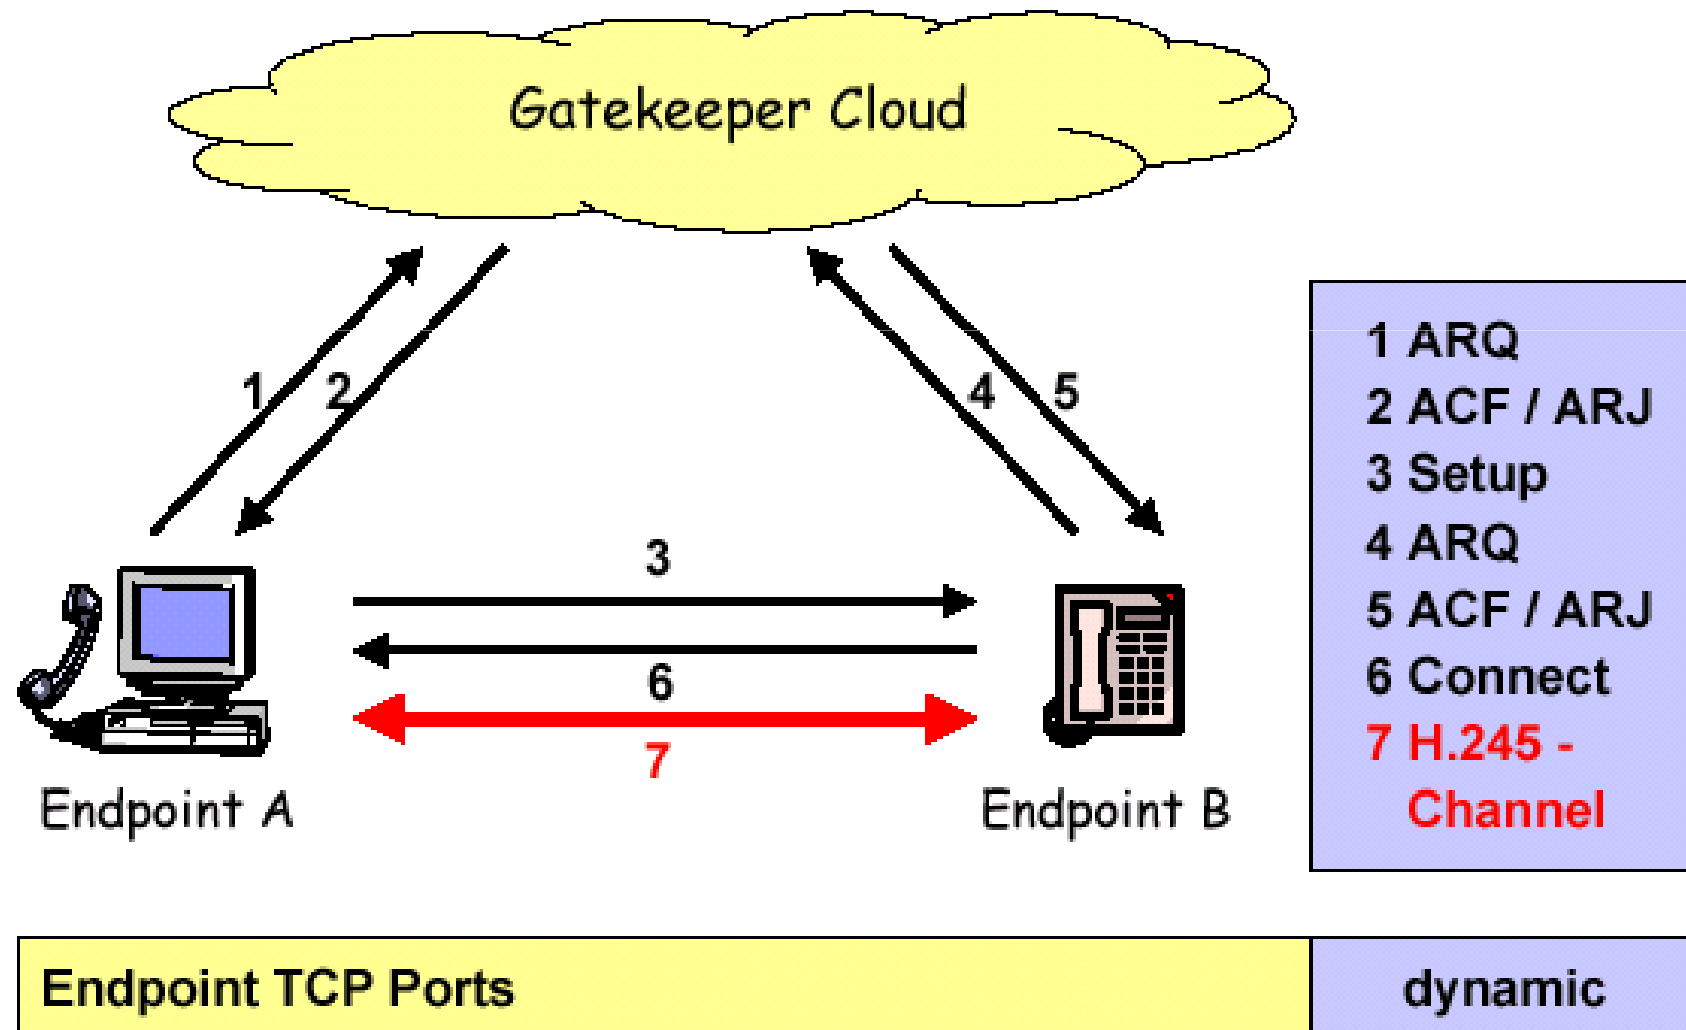 Gatekeeper Cloud
1
2
4
5
3
6
7
Endpoint A
Endpoint B
1 ARQ
2 ACF / ARJ
3 Setup
4 ARQ
5 ACF / ARJ
6 Connect
7 H.245 -
Channel
Endpoint TCP Ports
dynamic